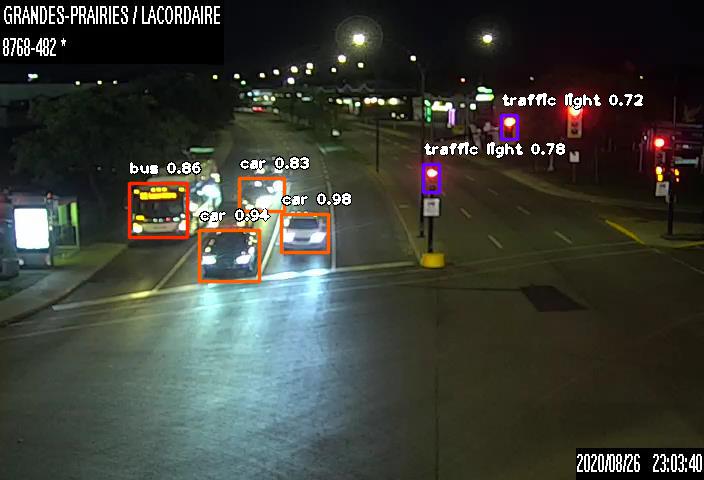 GRANDES-PRAIRIES / LACORDAIRE
8768-482 *
traffic light 0.72
traffic light 0.78
bus 0.86
car 0.83
car 0.98
car 0.94
2020/08/26 23:03:40